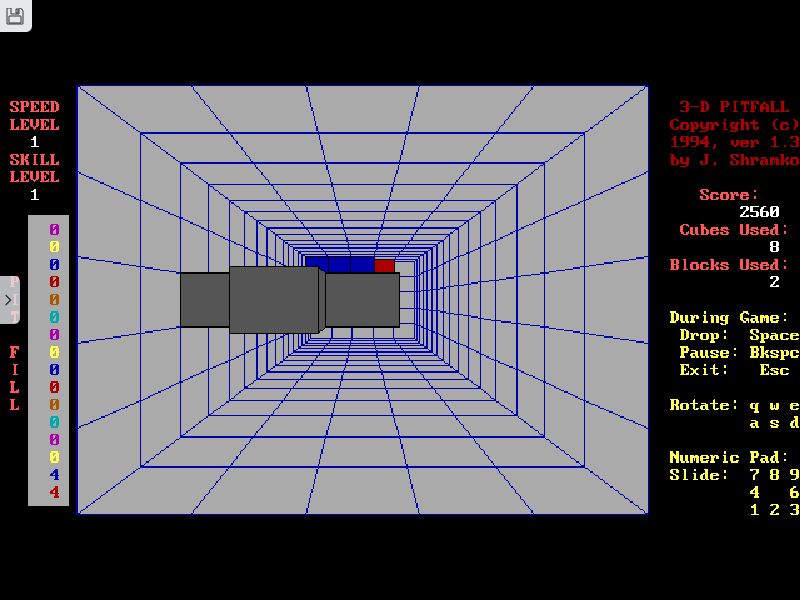 SPEED
LEVEL
1
SKILL
LEVEL
1
0
0
0
P 0
I 0
T 0
0
F 0
I 0
L 0
L 0
0
0
0
4
4
3-D PITFALL
Copyright (c)
1994, ver 1.3
by J. Shramko
Score:
2560
Cubes Used:
8
Blocks Used:
2
During Game:
Drop: Space
Pause: Bkspc
Exit: Esc
Rotate: q w e
a s d
Numeric Pad:
Slide: 7 8 9
4 6
1 2 3